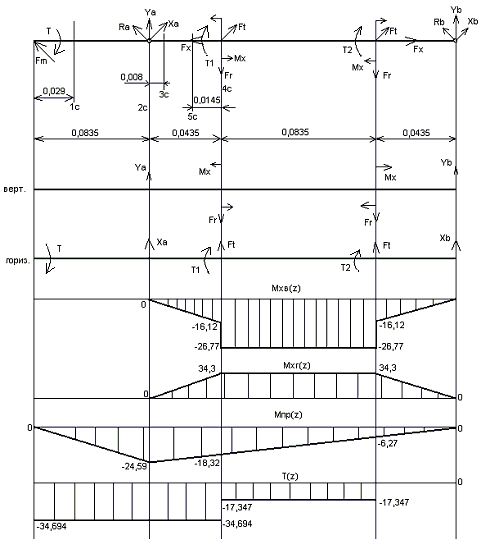 Ya
Yb
Ra Xa
Ft
Rb Xb
T
Fx
T1
Mx
T2
Ft
Fx
Fm
Fr
Mx
Fr
0,029
0,008
4c
0,0145
1c
2c
3c
5c
0,0835
0,0435
0,0835
0,0435
Ya
Mx
Mx
Yb
верт.
Fr
Fr
T
Xa
Ft
Ft
Xb
гориз.
T1
T2
Mxв(z)
0
-16,12
-16,12
-26,77
-26,77
34,3
Mxг(z)
34,3
0
0
Mпр(z)
0
0
-24,59
-18,32
-6,27
T(z)
0
-17,347
-17,347
-34,694
-34,694